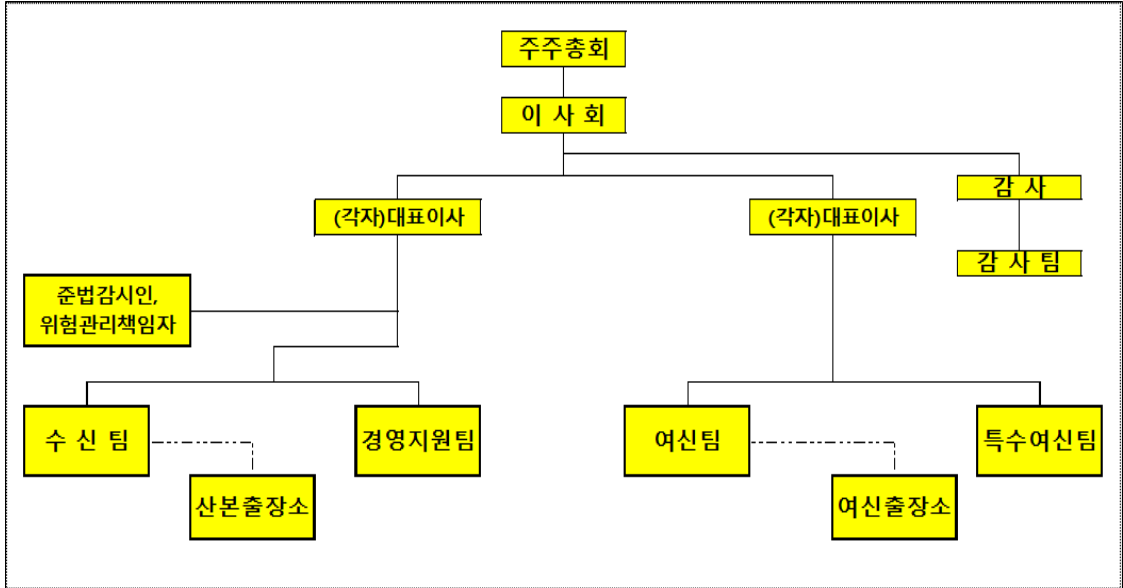 주주총회
이 사 회
감 사
(각자)대표이사
(각자)대표이사
감 사 팀
준법감시인,
위험관리책임자
수 신 팀
경영지원팀
여신팀
특수여신팀
산본출장소
여신출장소